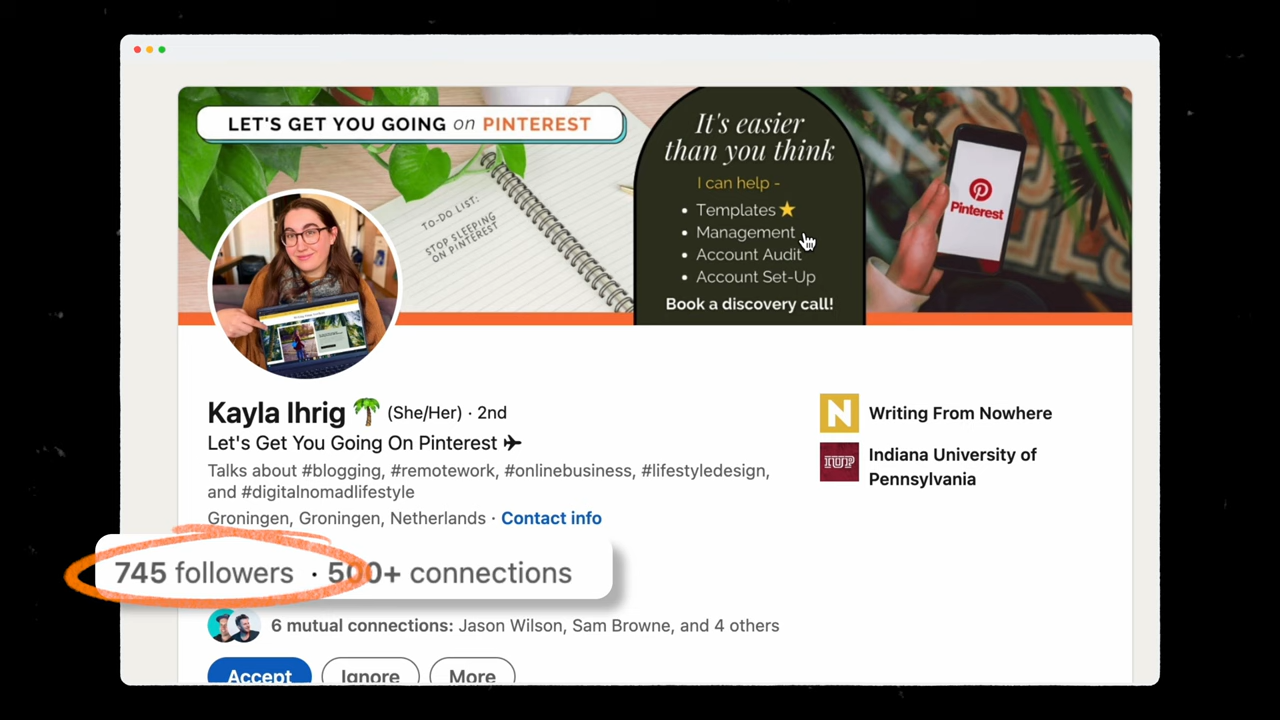 LET'S GET YOU GOING on PINTEREST
It's easier
than you think
I can help -
• Templates ⭐
• Management
• Account Audit
• Account Set-Up
Book a discovery call!
TO-DO LIST:
STOP SLEEPING
ON PINTEREST
Pinterest
Kayla Ihrig 🌴 (She/Her) · 2nd
Let's Get You Going On Pinterest ✈
Talks about #blogging, #remotework, #onlinebusiness, #lifestyledesign,
and #digitalnomadlifestyle
Groningen, Groningen, Netherlands · Contact info
N Writing From Nowhere
IUP Indiana University of
Pennsylvania
745 followers · 500+ connections
6 mutual connections: Jason Wilson, Sam Browne, and 4 others
Accept Ignore More